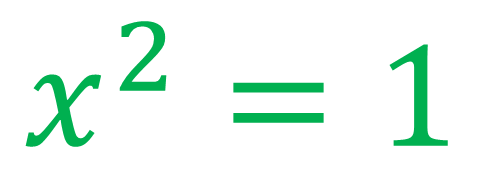 x² = 1